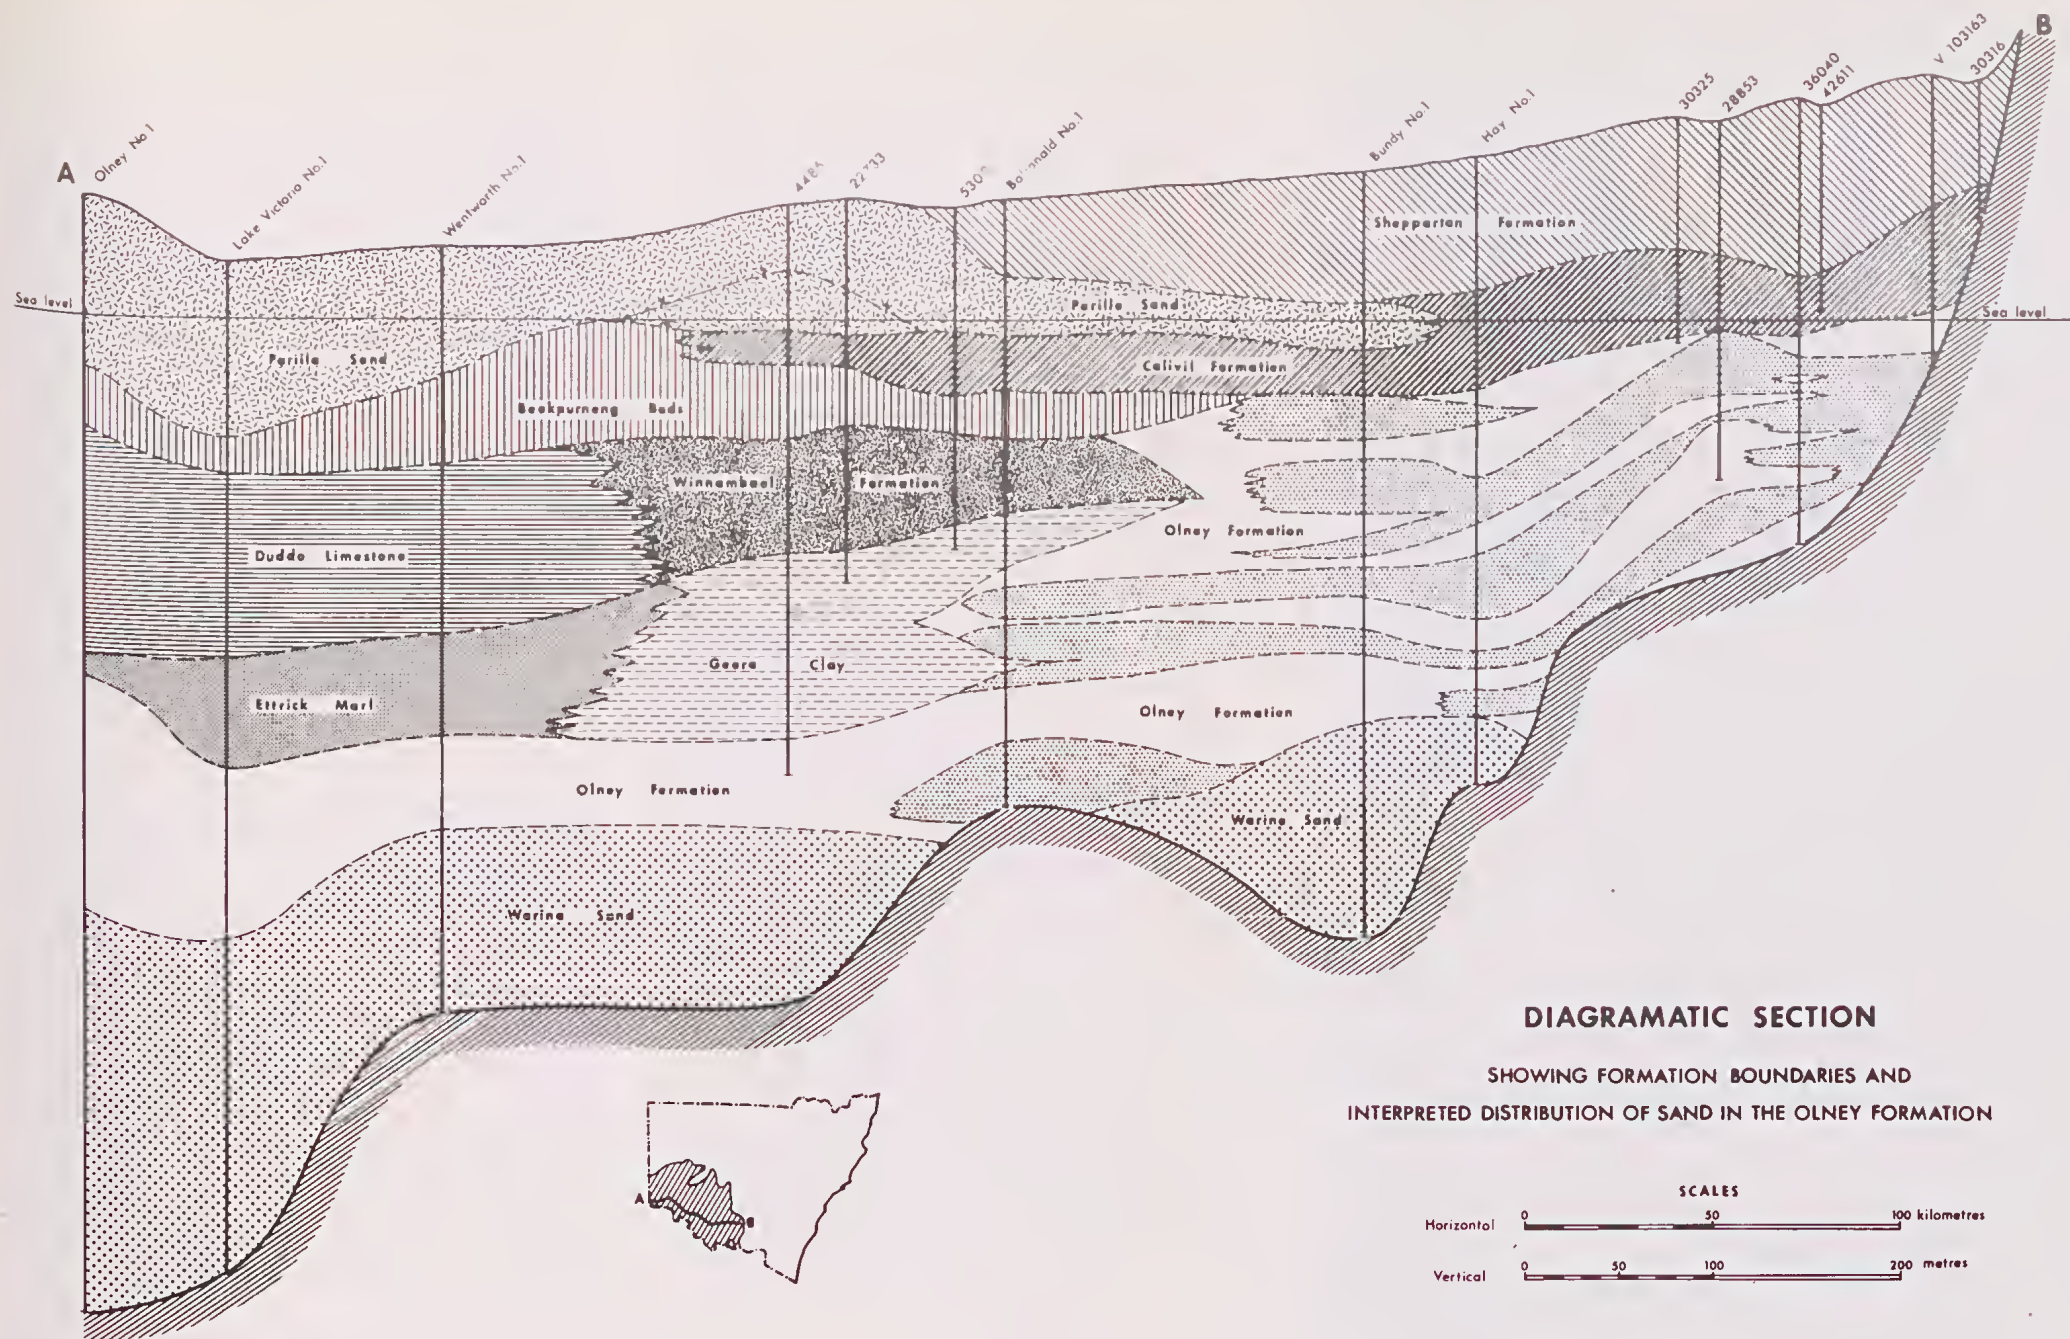 A
B
Olney No.1
Lake Victoria No.1
Wentworth No.1
Bundy No.1
Hay No.1
30325
28853
36040
42611
V 103163
30316
Sea level
Sea level
Shepparton Formation
Parilla Sand
Parilla Sand
Calivil Formation
Bookpurnong Beds
Winnambool Formation
Duddo Limestone
Olney Formation
Geera Clay
Ettrick Marl
Olney Formation
Olney Formation
Warina Sand
Warina Sand
DIAGRAMATIC SECTION
SHOWING FORMATION BOUNDARIES AND
INTERPRETED DISTRIBUTION OF SAND IN THE OLNEY FORMATION
A
B
SCALES
Horizontal 0 50 100 kilometres
Vertical 0 50 100 200 metres